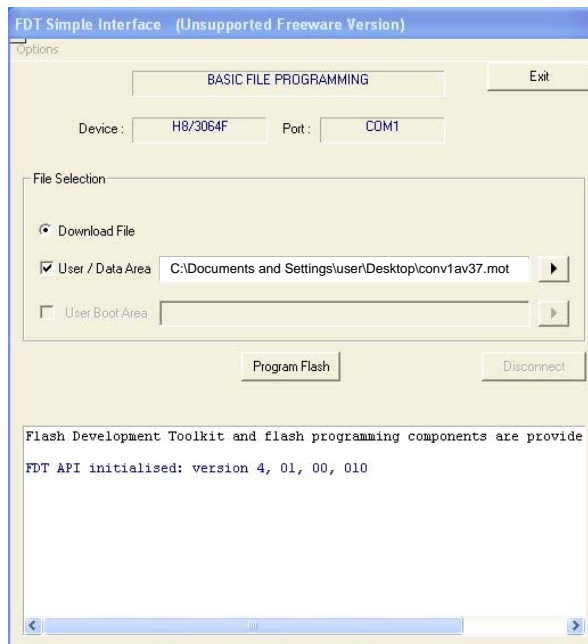 FDT Simple Interface (Unsupported Freeware Version)
Options
BASIC FILE PROGRAMMING
Exit
Device : H8/3064F Port : COM1
File Selection
Download File
User / Data Area C:\Documents and Settings\user\Desktop\conv1av37.mot
User Boot Area
Program Flash Disconnect
Flash Development Toolkit and flash programming components are provide
FDT API initialised: version 4, 01, 00, 010